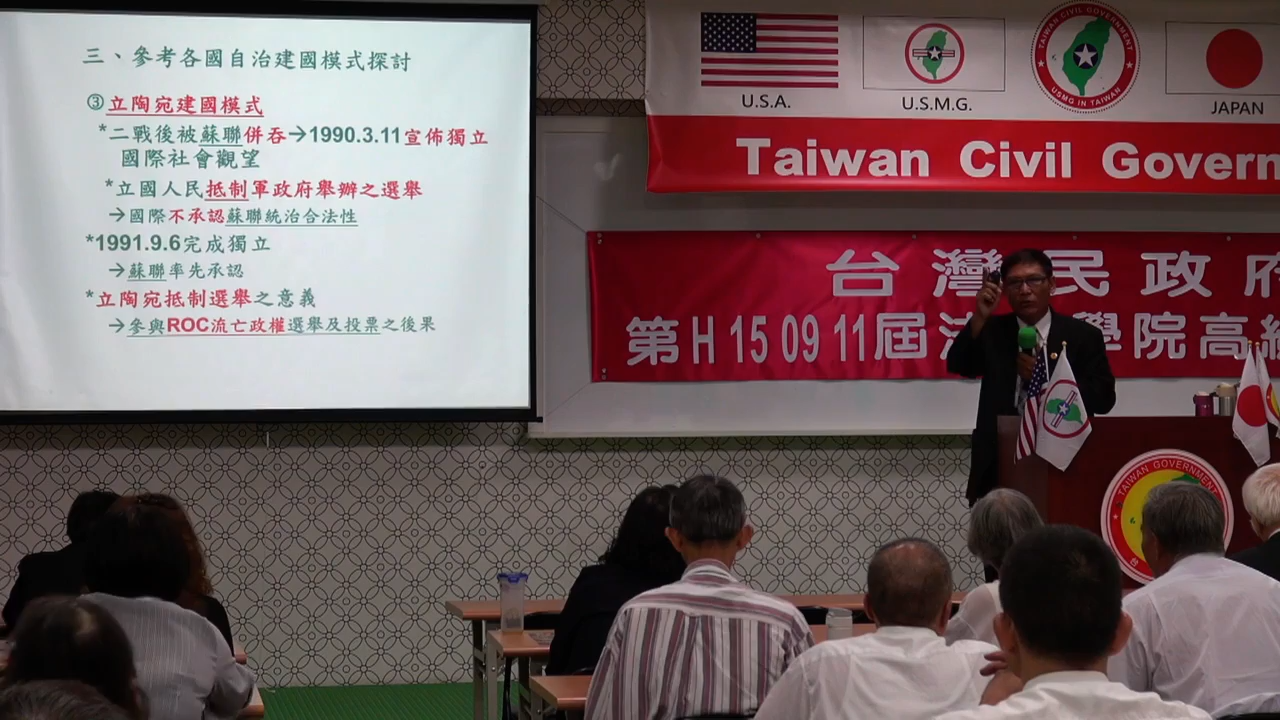 三、參考各國自治建國模式探討
③立陶宛建國模式
*二戰後被蘇聯併吞→1990.3.11宣佈獨立
國際社會觀望
*立國人民抵制軍政府舉辦之選舉
→國際不承認蘇聯統治合法性
*1991.9.6完成獨立
→蘇聯率先承認
*立陶宛抵制選舉之意義
→參與ROC流亡政權選舉及投票之後果
U.S.A.
U.S.M.G.
TAIWAN CIVIL GOVERNMENT
USMG IN TAIWAN
JAPAN
Taiwan Civil Govern
台灣民政府
第H 15 09 11屆法
學院高級
TAIWAN GOVERNMENT